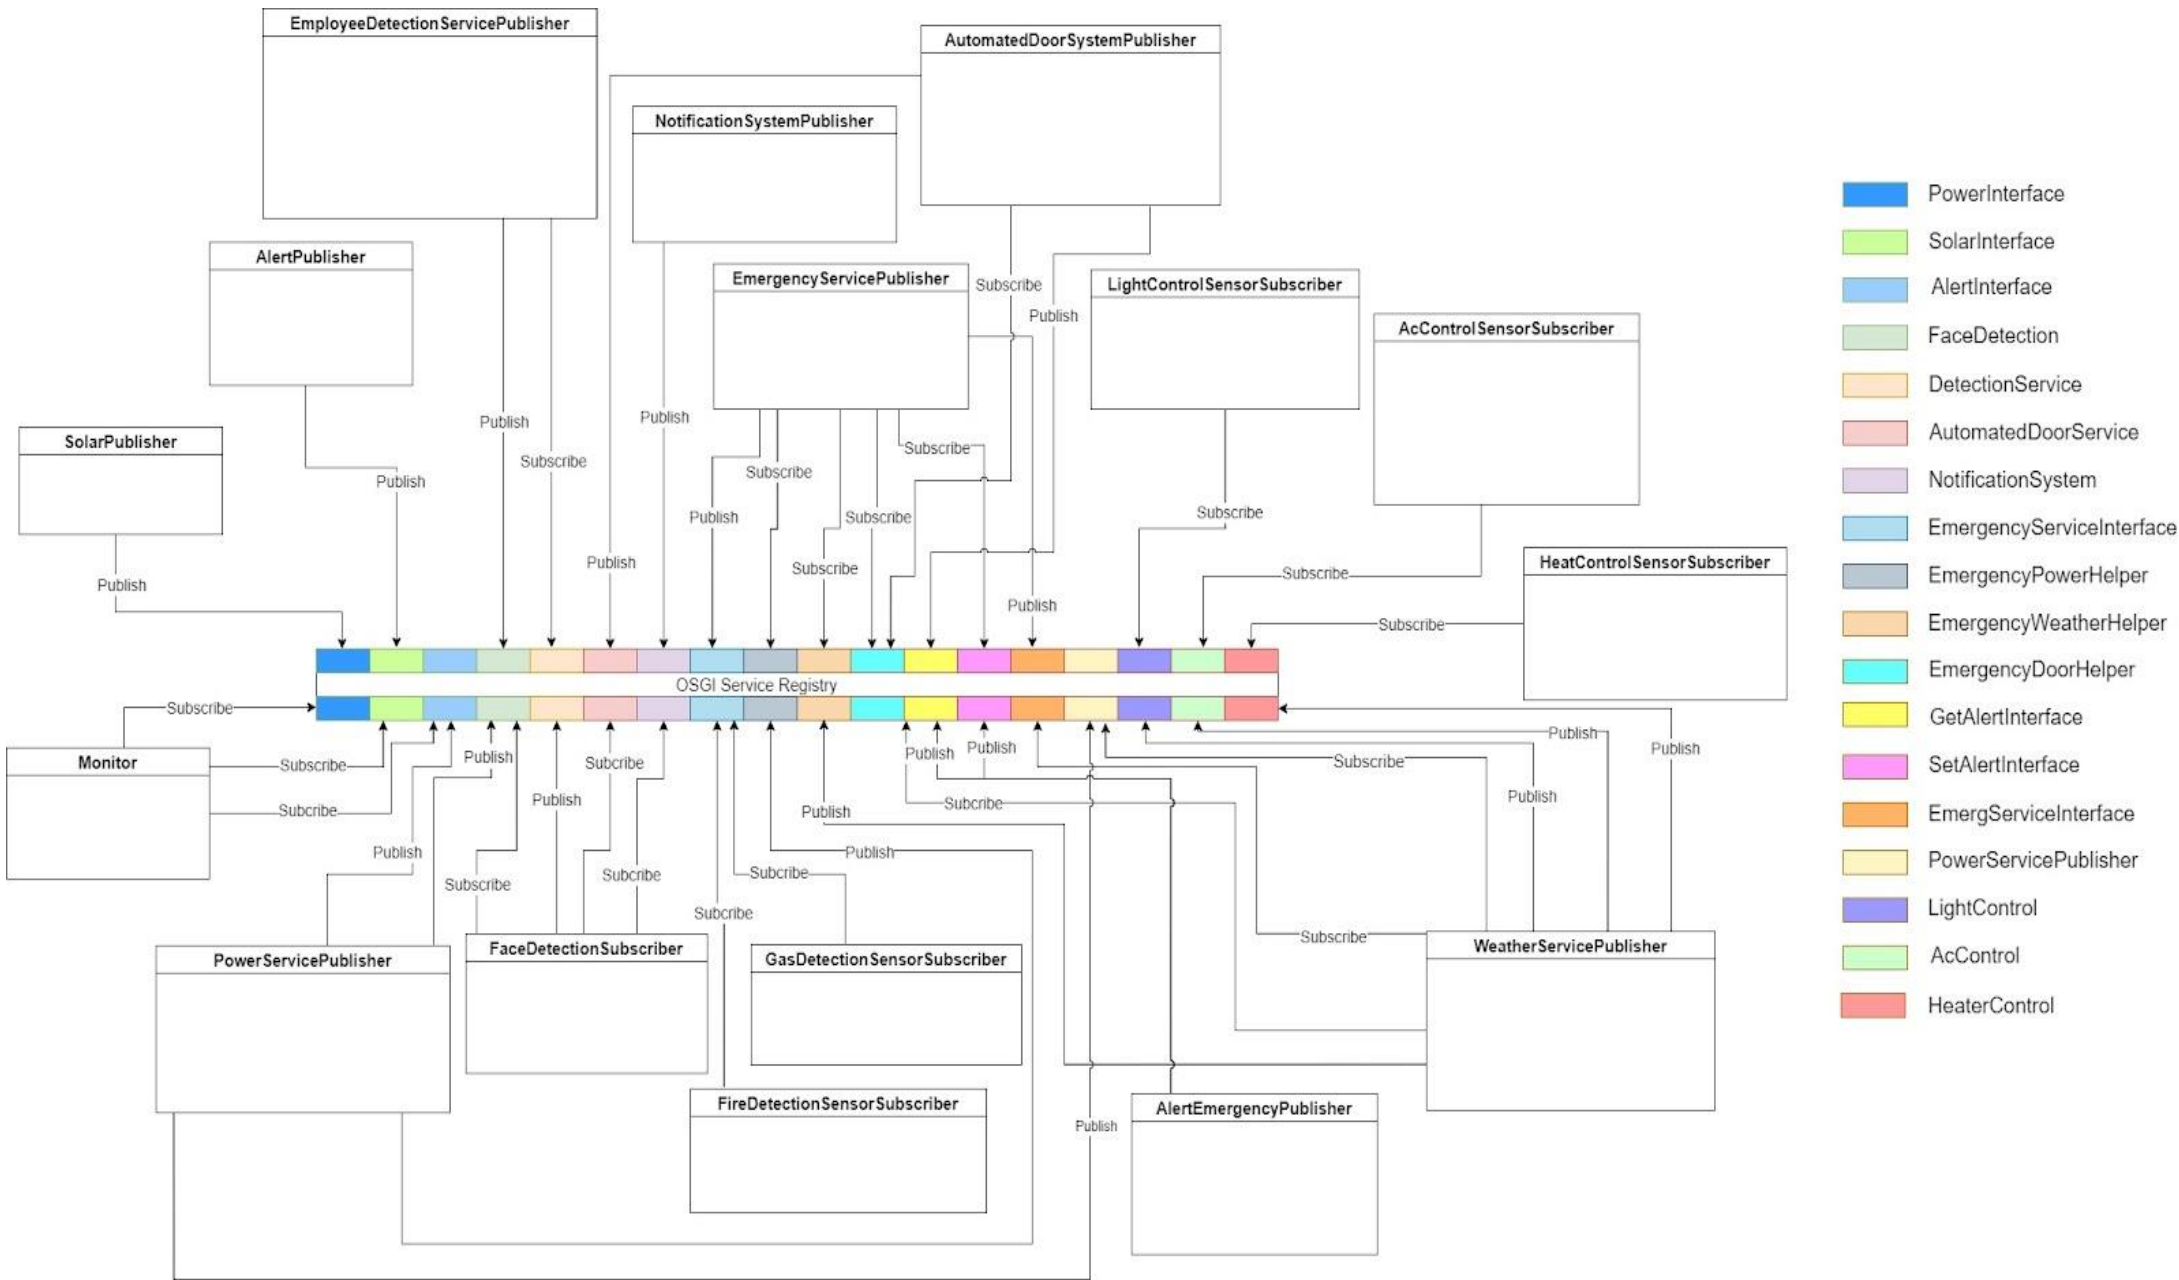 EmployeeDetectionServicePublisher
AutomatedDoorSystemPublisher
NotificationSystemPublisher
AlertPublisher
EmergencyServicePublisher
LightControlSensorSubscriber
AcControlSensorSubscriber
SolarPublisher
HeatControlSensorSubscriber
Subscribe
Publish
Publish
Publish
Subscribe
Subscribe
Subscribe
Publish
Publish
Subscribe
Subscribe
Publish
Subscribe
Publish
Subscribe
Subscribe
Publish
Publish
Subscribe
OSGI Service Registry
Subscribe
Monitor
Subscribe
Subcribe
Publish
Subcribe
Publish
Publish
Publish
Publish
Subscribe
Publish
Subcribe
Publish
Publish
Publish
Publish
Subcribe
Subcribe
Subscribe
Subcribe
Subscribe
PowerServicePublisher
FaceDetectionSubscriber
GasDetectionSensorSubscriber
WeatherServicePublisher
FireDetectionSensorSubscriber
AlertEmergencyPublisher
Publish
PowerInterface
SolarInterface
AlertInterface
FaceDetection
DetectionService
AutomatedDoorService
NotificationSystem
EmergencyServiceInterface
EmergencyPowerHelper
EmergencyWeatherHelper
EmergencyDoorHelper
GetAlertInterface
SetAlertInterface
EmergServiceInterface
PowerServicePublisher
LightControl
AcControl
HeaterControl